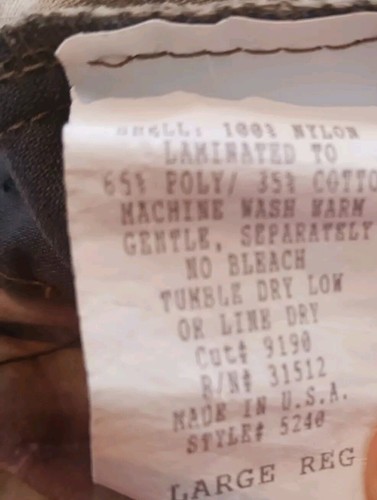 SHELL: 100% NYLON
LAMINATED TO
65% POLY/ 35% COTTO
MACHINE WASH WARM
GENTLE, SEPARATELY
NO BLEACH
TUMBLE DRY LOW
OR LINE DRY
Cut# 9190
R/N# 31512
MADE IN U.S.A.
STYLE# 5240
LARGE REG